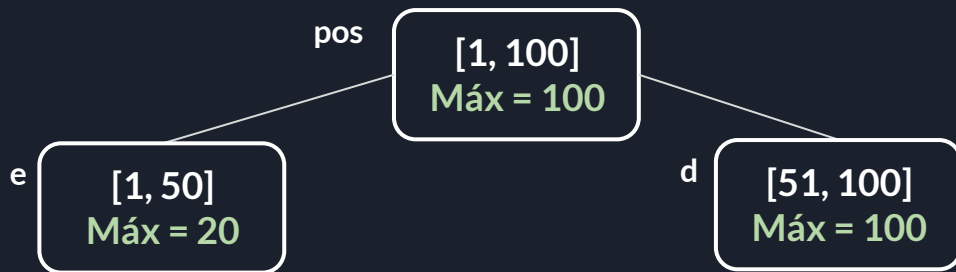 pos
[1, 100]
Máx = 100
e
[1, 50]
Máx = 20
d
[51, 100]
Máx = 100